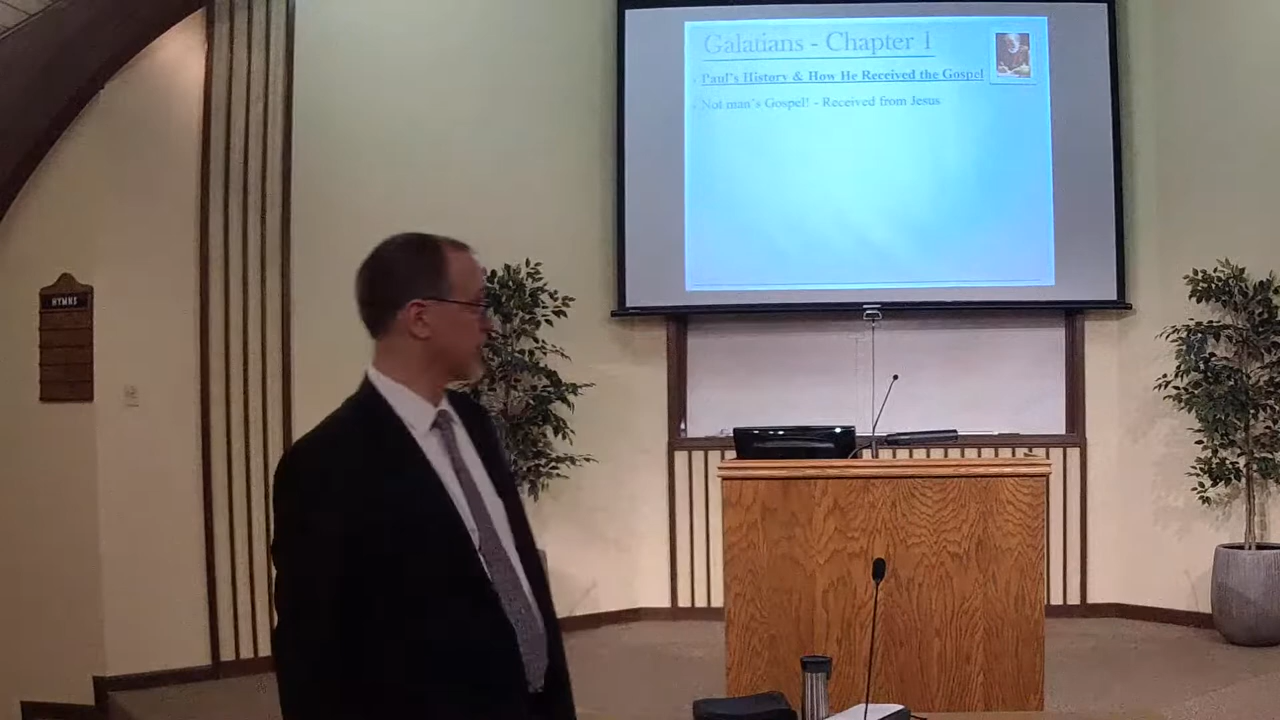 Galatians - Chapter 1
Paul's History & How He Received the Gospel
Not man's Gospel! - Received from Jesus
HYMNS